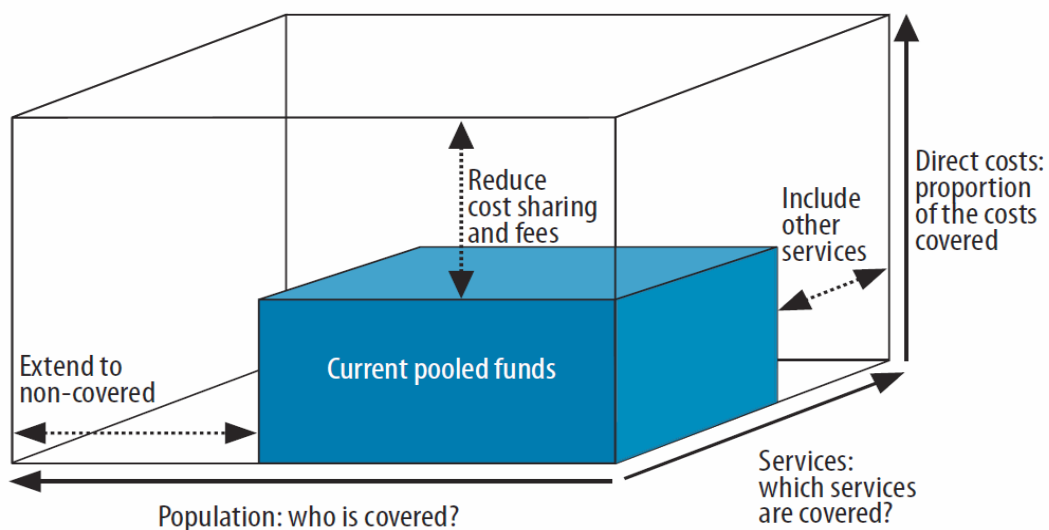 Reduce
cost sharing
and fees
Include
other
services
Direct costs:
proportion
of the costs
covered
Extend to
non-covered
Current pooled funds
Population: who is covered?
Services:
which services
are covered?